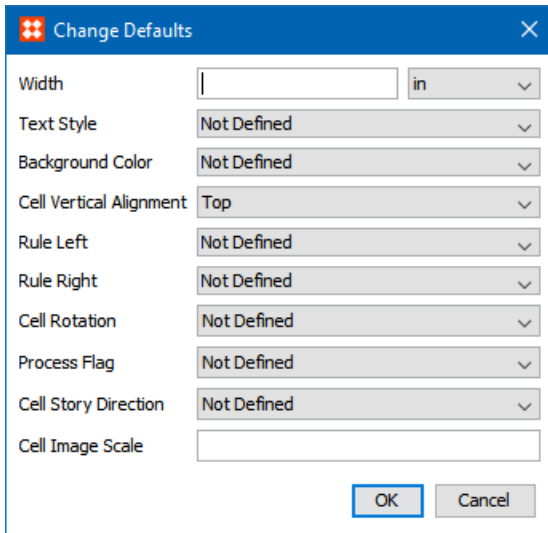 Change Defaults
Width in
Text Style Not Defined
Background Color Not Defined
Cell Vertical Alignment Top
Rule Left Not Defined
Rule Right Not Defined
Cell Rotation Not Defined
Process Flag Not Defined
Cell Story Direction Not Defined
Cell Image Scale
OK Cancel